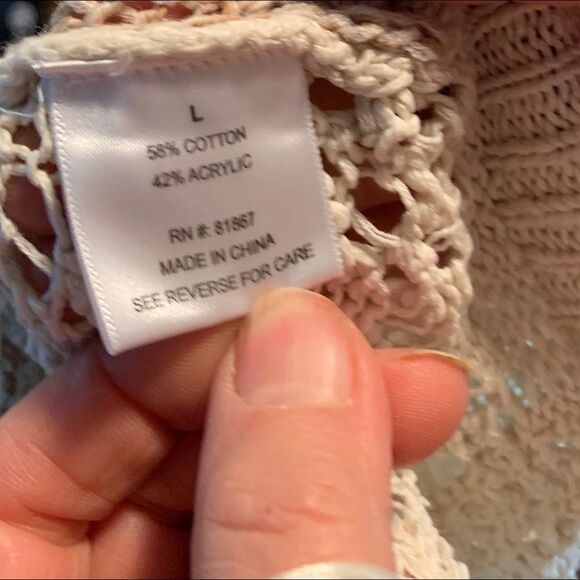 L
58% COTTON
42% ACRYLIC
RN #: 81867
MADE IN CHINA
SEE REVERSE FOR CARE